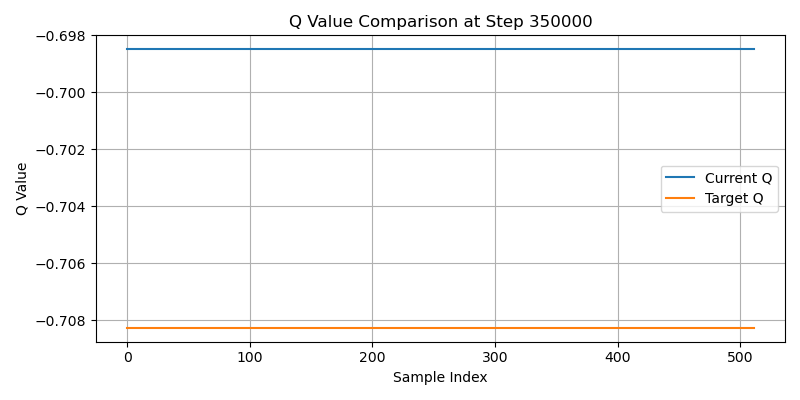 Q Value Comparison at Step 350000
−0.698
−0.700
−0.702
−0.704
−0.706
−0.708
Q Value
Current Q
Target Q
0 100 200 300 400 500
Sample Index